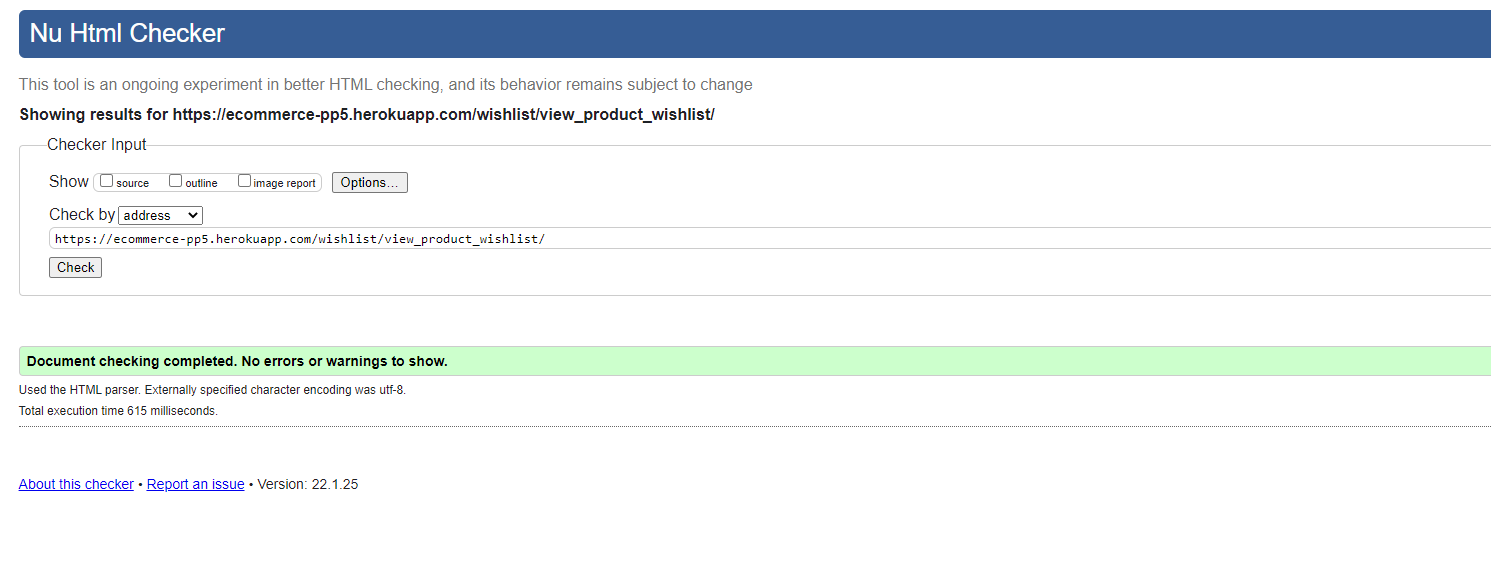 Nu Html Checker
This tool is an ongoing experiment in better HTML checking, and its behavior remains subject to change
Showing results for https://ecommerce-pp5.herokuapp.com/wishlist/view_product_wishlist/
Checker Input
Show source outline image report Options...
Check by address
https://ecommerce-pp5.herokuapp.com/wishlist/view_product_wishlist/
Check
Document checking completed. No errors or warnings to show.
Used the HTML parser. Externally specified character encoding was utf-8.
Total execution time 615 milliseconds.
About this checker • Report an issue • Version: 22.1.25